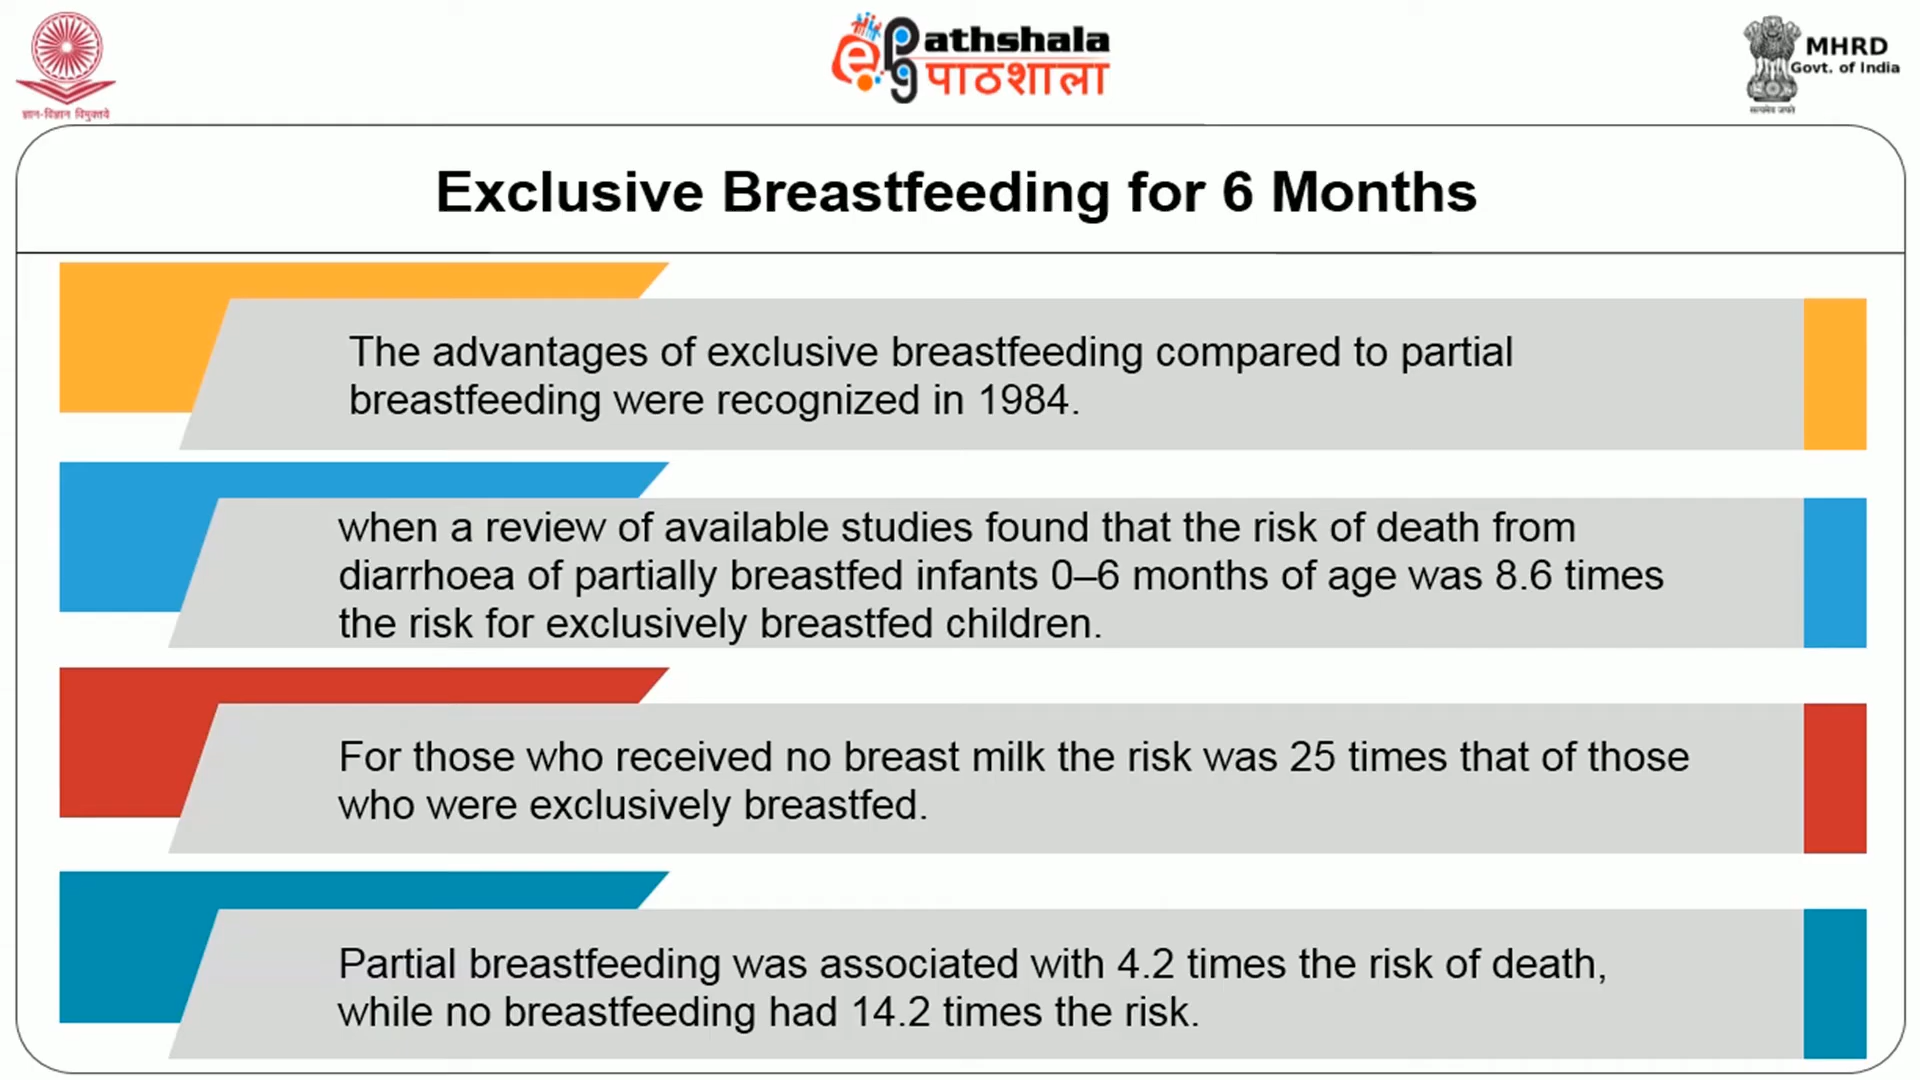 ज्ञान-विज्ञान विमुक्तये
e
pg
athshala
पाठशाला
MHRD
Govt. of India
सत्यमेव जयते
Exclusive Breastfeeding for 6 Months
The advantages of exclusive breastfeeding compared to partial
breastfeeding were recognized in 1984.
when a review of available studies found that the risk of death from
diarrhoea of partially breastfed infants 0–6 months of age was 8.6 times
the risk for exclusively breastfed children.
For those who received no breast milk the risk was 25 times that of those
who were exclusively breastfed.
Partial breastfeeding was associated with 4.2 times the risk of death,
while no breastfeeding had 14.2 times the risk.